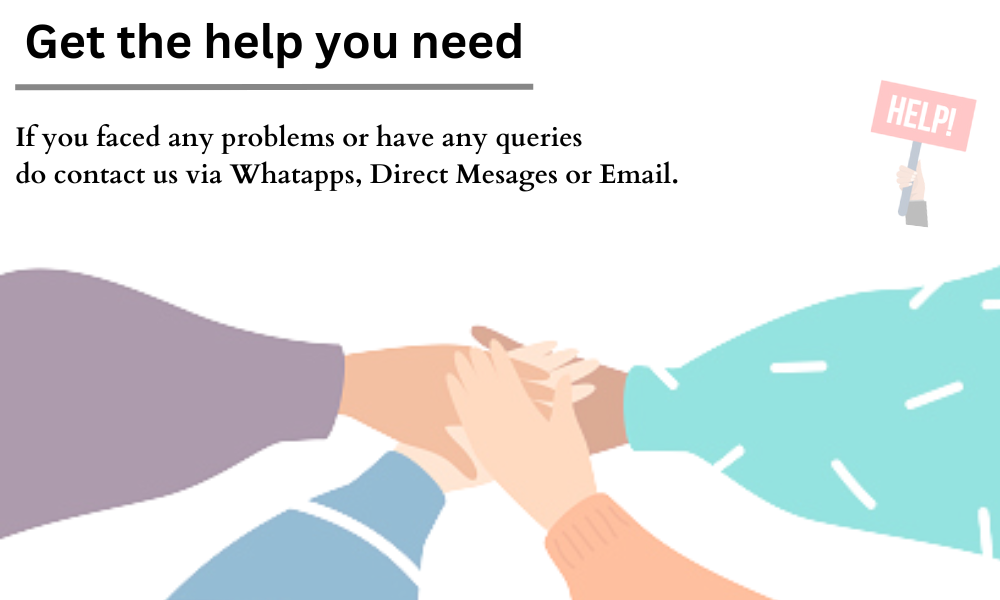 Get the help you need
HELP!
If you faced any problems or have any queries
do contact us via Whatapps, Direct Mesages or Email.